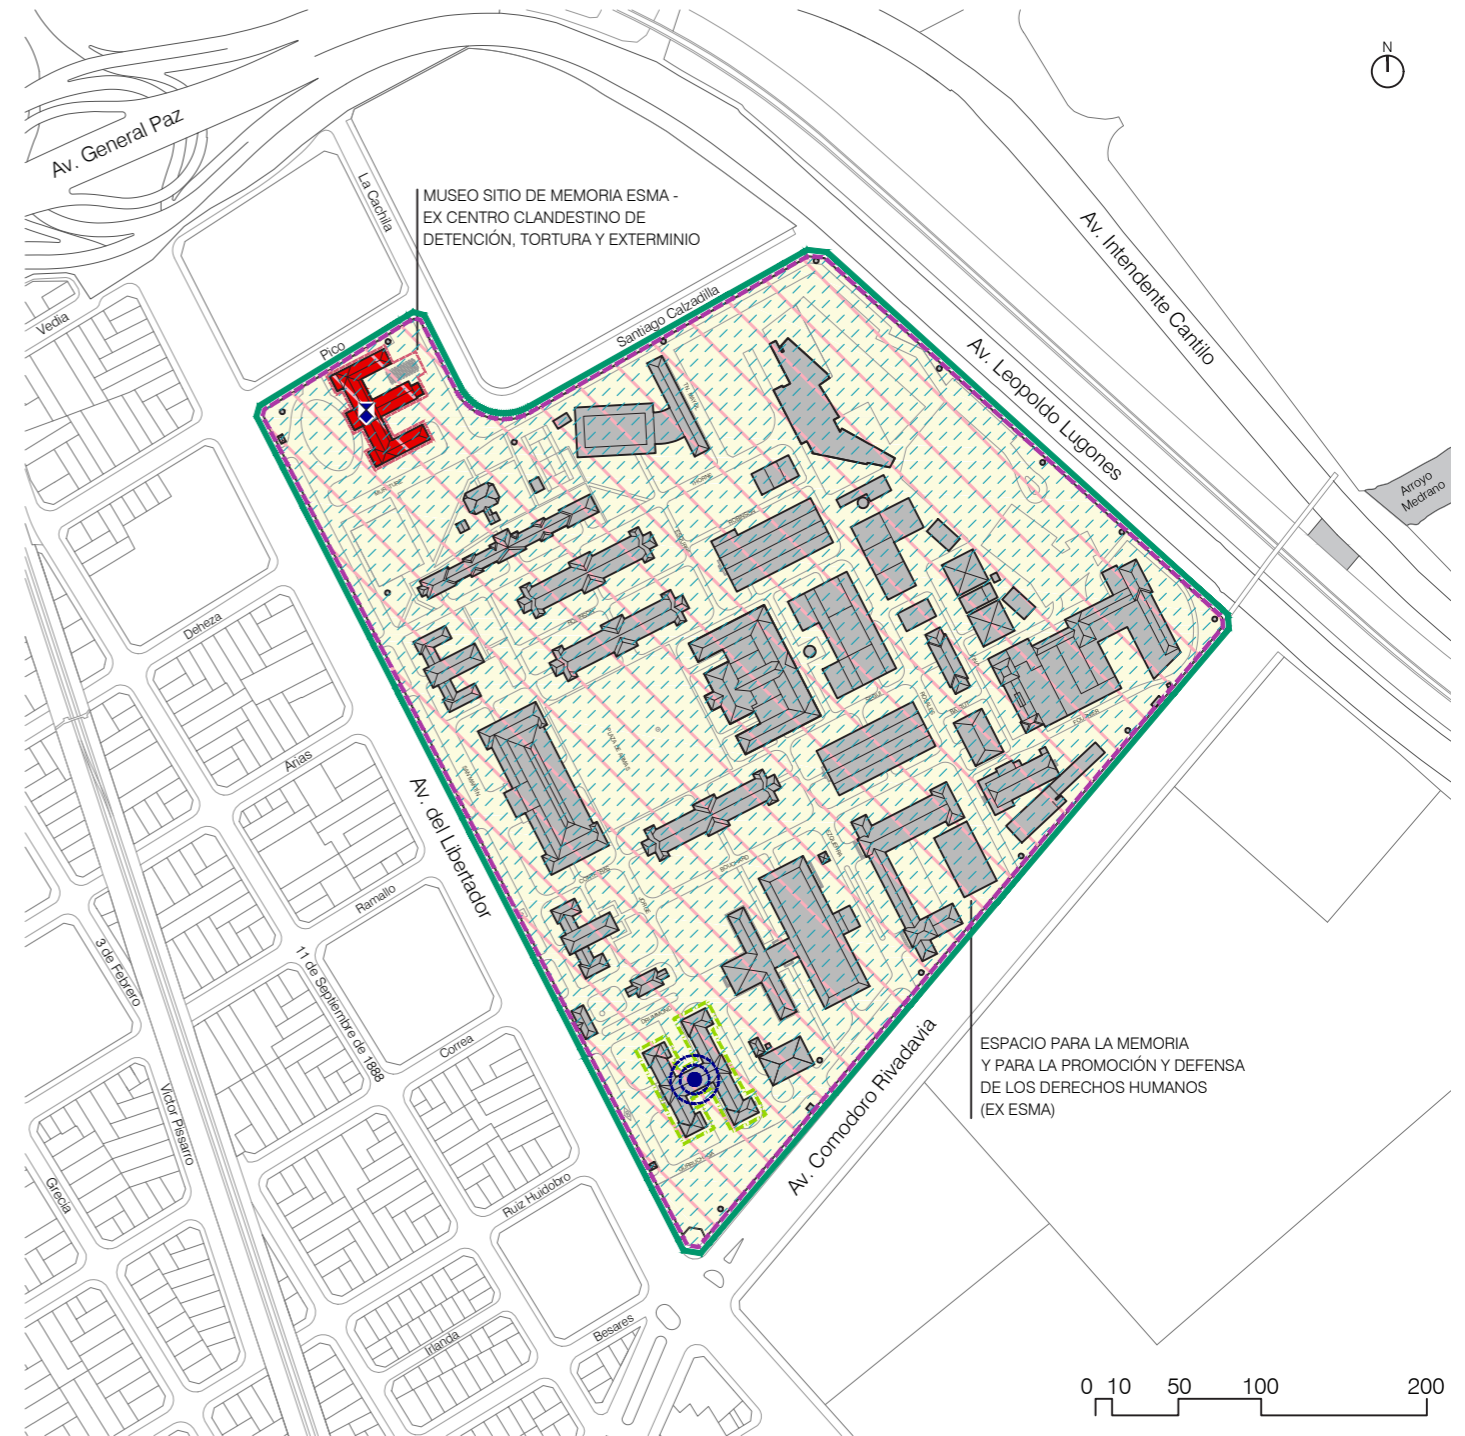 N
Av. General Paz
La Cachila
MUSEO SITIO DE MEMORIA ESMA -
EX CENTRO CLANDESTINO DE
DETENCIÓN, TORTURA Y EXTERMINIO
Av. Intendente Cantilo
Santiago Calzadilla
Vedia
Pico
Av. Leopoldo Lugones
Arroyo
Medrano
Deheza
PLAZA DE ARMAS
Arias
Av. del Libertador
Ramallo
3 de Febrero
11 de Septiembre de 1888
Correa
Victor Pissarro
Av. Comodoro Rivadavia
ESPACIO PARA LA MEMORIA
Y PARA LA PROMOCIÓN Y DEFENSA
DE LOS DERECHOS HUMANOS
(EX ESMA)
Grecia
Ruiz Huidobro
Besares
Irlanda
0 10 50 100 200